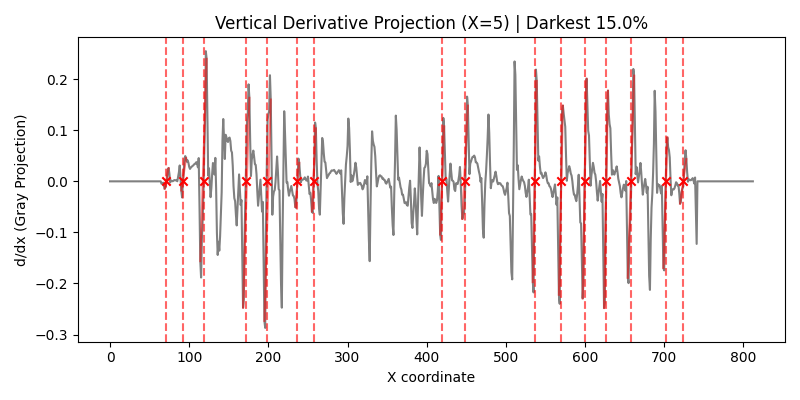 Vertical Derivative Projection (X=5) | Darkest 15.0%
d/dx (Gray Projection)
0.2
0.1
0.0
−0.1
−0.2
−0.3
0 100 200 300 400 500 600 700 800
X coordinate